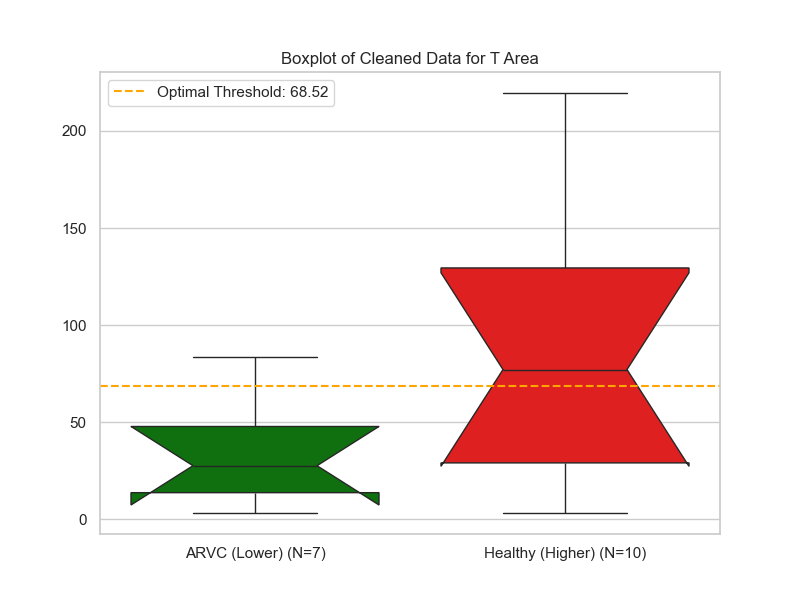 Boxplot of Cleaned Data for T Area
Optimal Threshold: 68.52
200
150
100
50
0
ARVC (Lower) (N=7)
Healthy (Higher) (N=10)